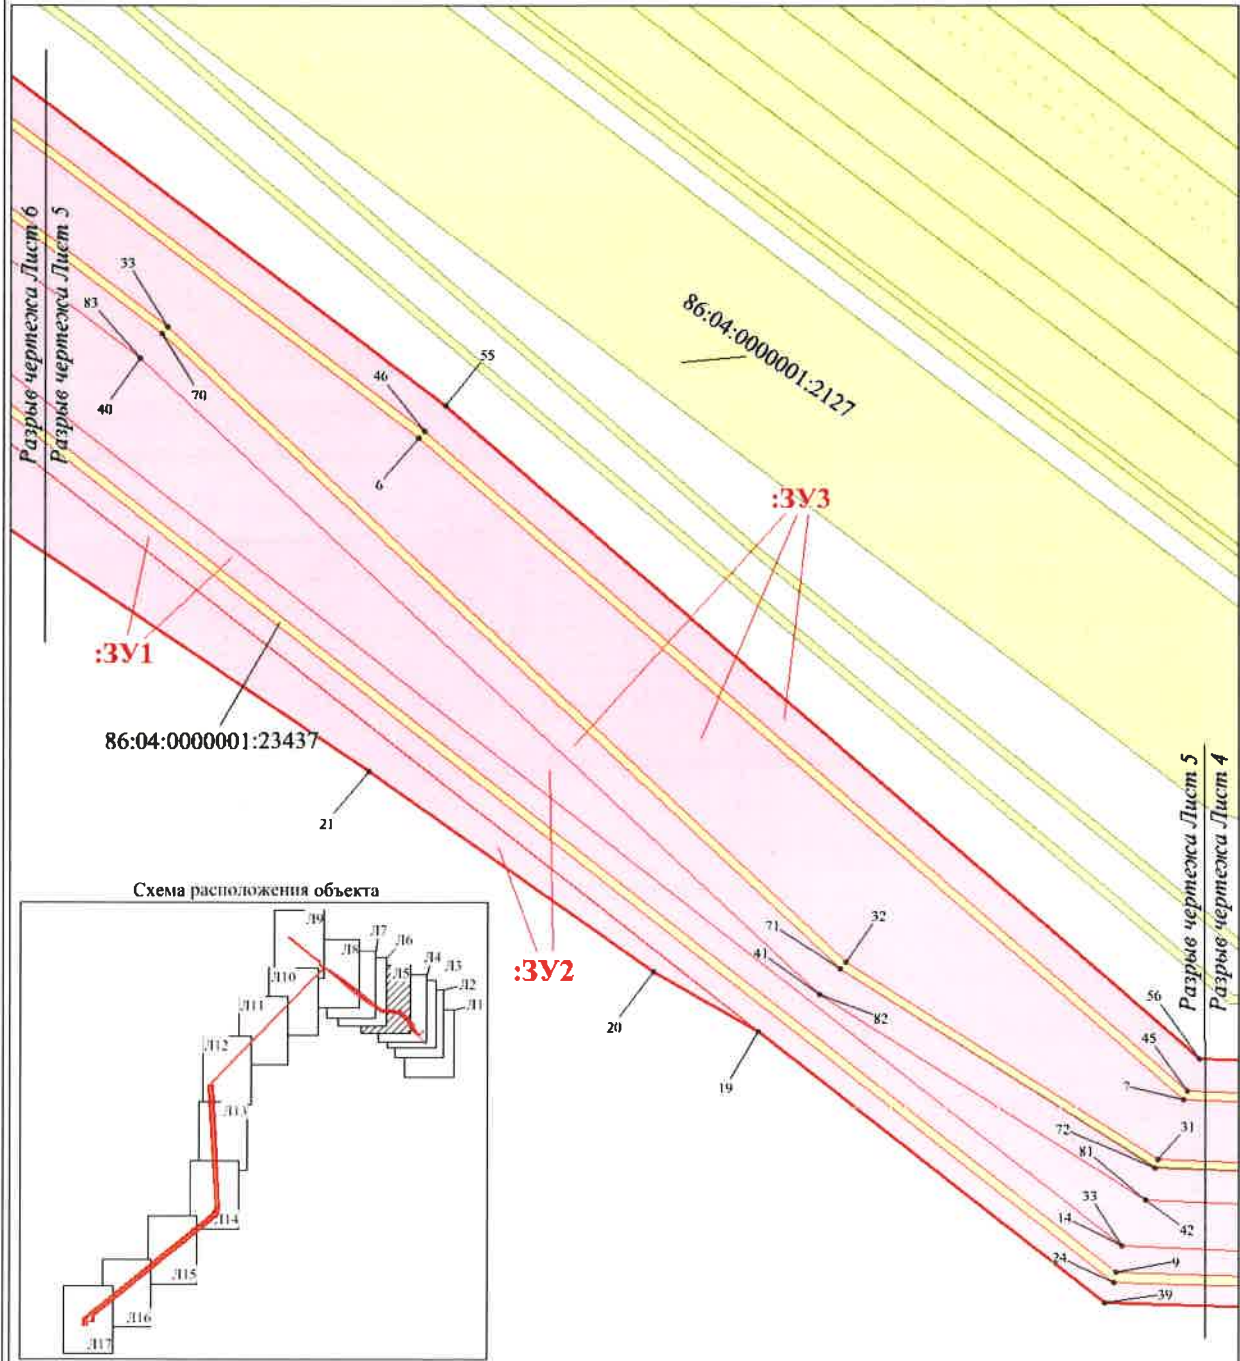 Разрыв чертежа Лист 6
Разрыв чертежа Лист 5
33
83
40
70
46
55
6
86:04:0000001:2127
:ЗУ3
:ЗУ1
86:04:0000001:23437
21
:ЗУ2
71
32
41
82
20
19
Разрыв чертежа Лист 5
Разрыв чертежа Лист 4
56
45
7
31
72
81
42
33
14
24
9
39
Схема расположения объекта
Л9
Л8
Л7
Л6
Л5
Л4
Л3
Л2
Л1
Л10
Л11
Л12
Л13
Л14
Л15
Л16
Л17